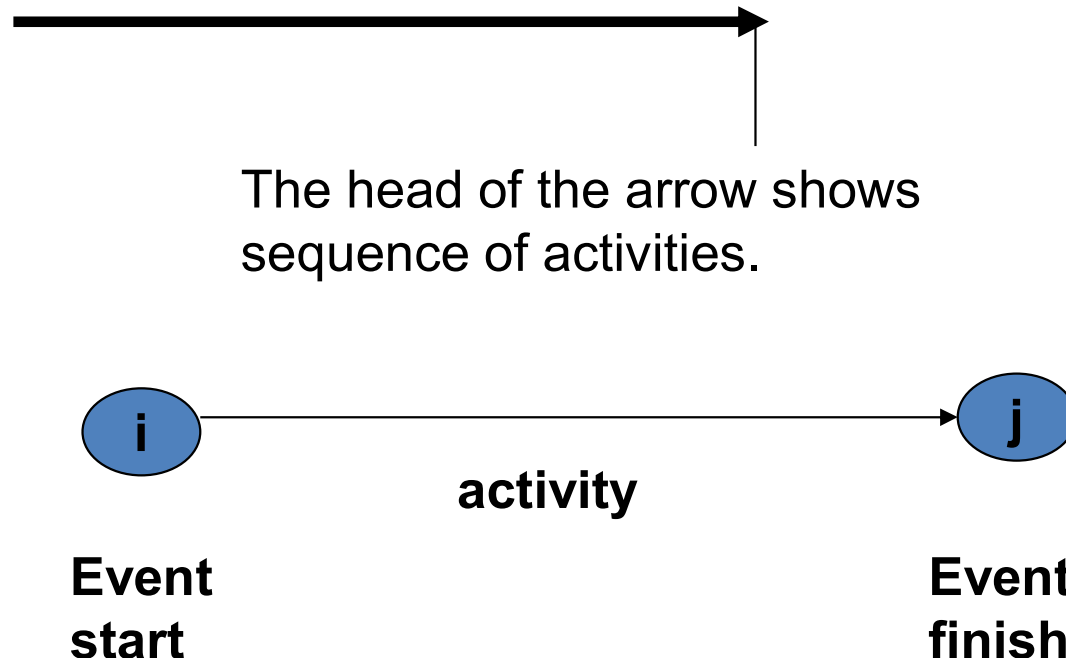 The head of the arrow shows
sequence of activities.
i
j
activity
Event
Event
start
finish